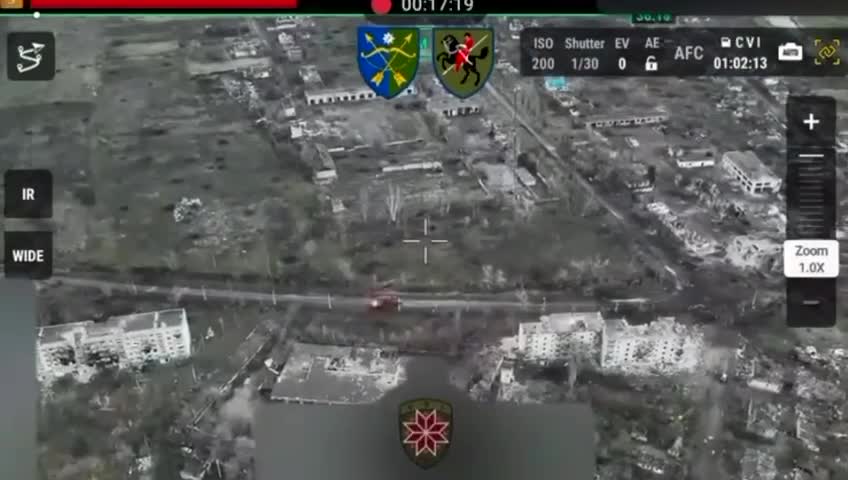 00:17:19
ISO Shutter EV AE
200 1/30 0
AFC
CVI
01:02:13
AUTO
+
IR
WIDE
Zoom
1.0X
−